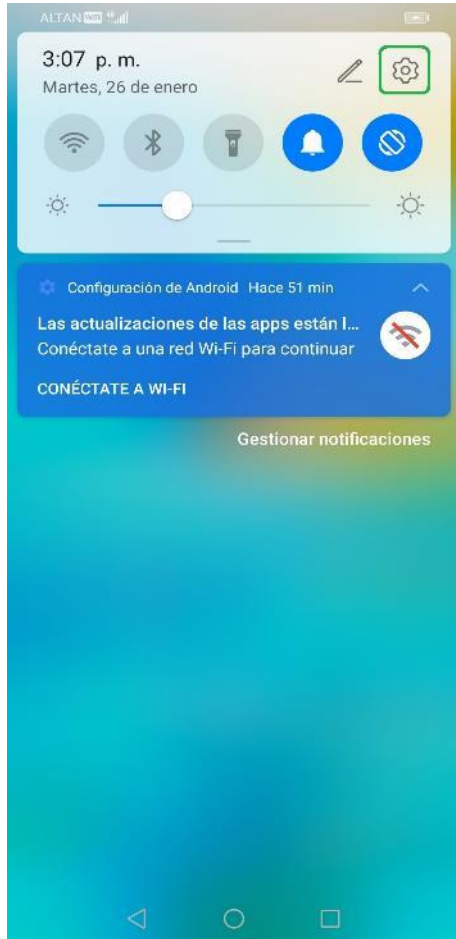 ALTAN
3:07 p. m.
Martes, 26 de enero
Configuración de Android Hace 51 min
Las actualizaciones de las apps están l...
Conéctate a una red Wi-Fi para continuar
CONÉCTATE A WI-FI
Gestionar notificaciones